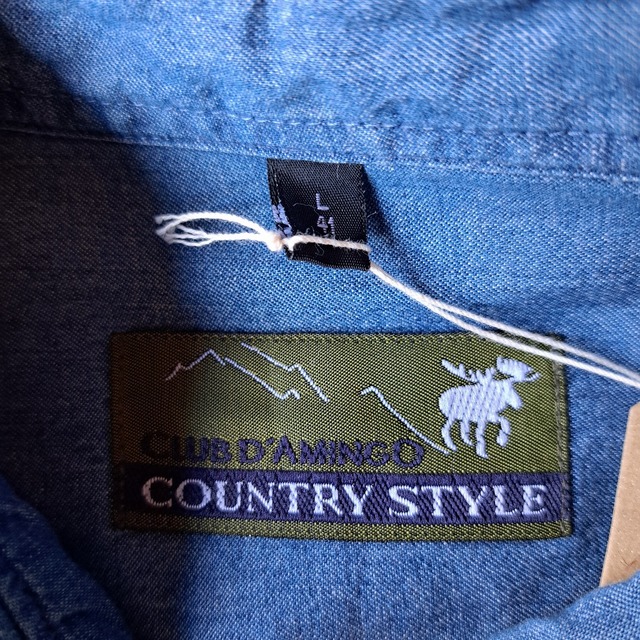 L
41
CLUB D'AMINGO
COUNTRY STYLE